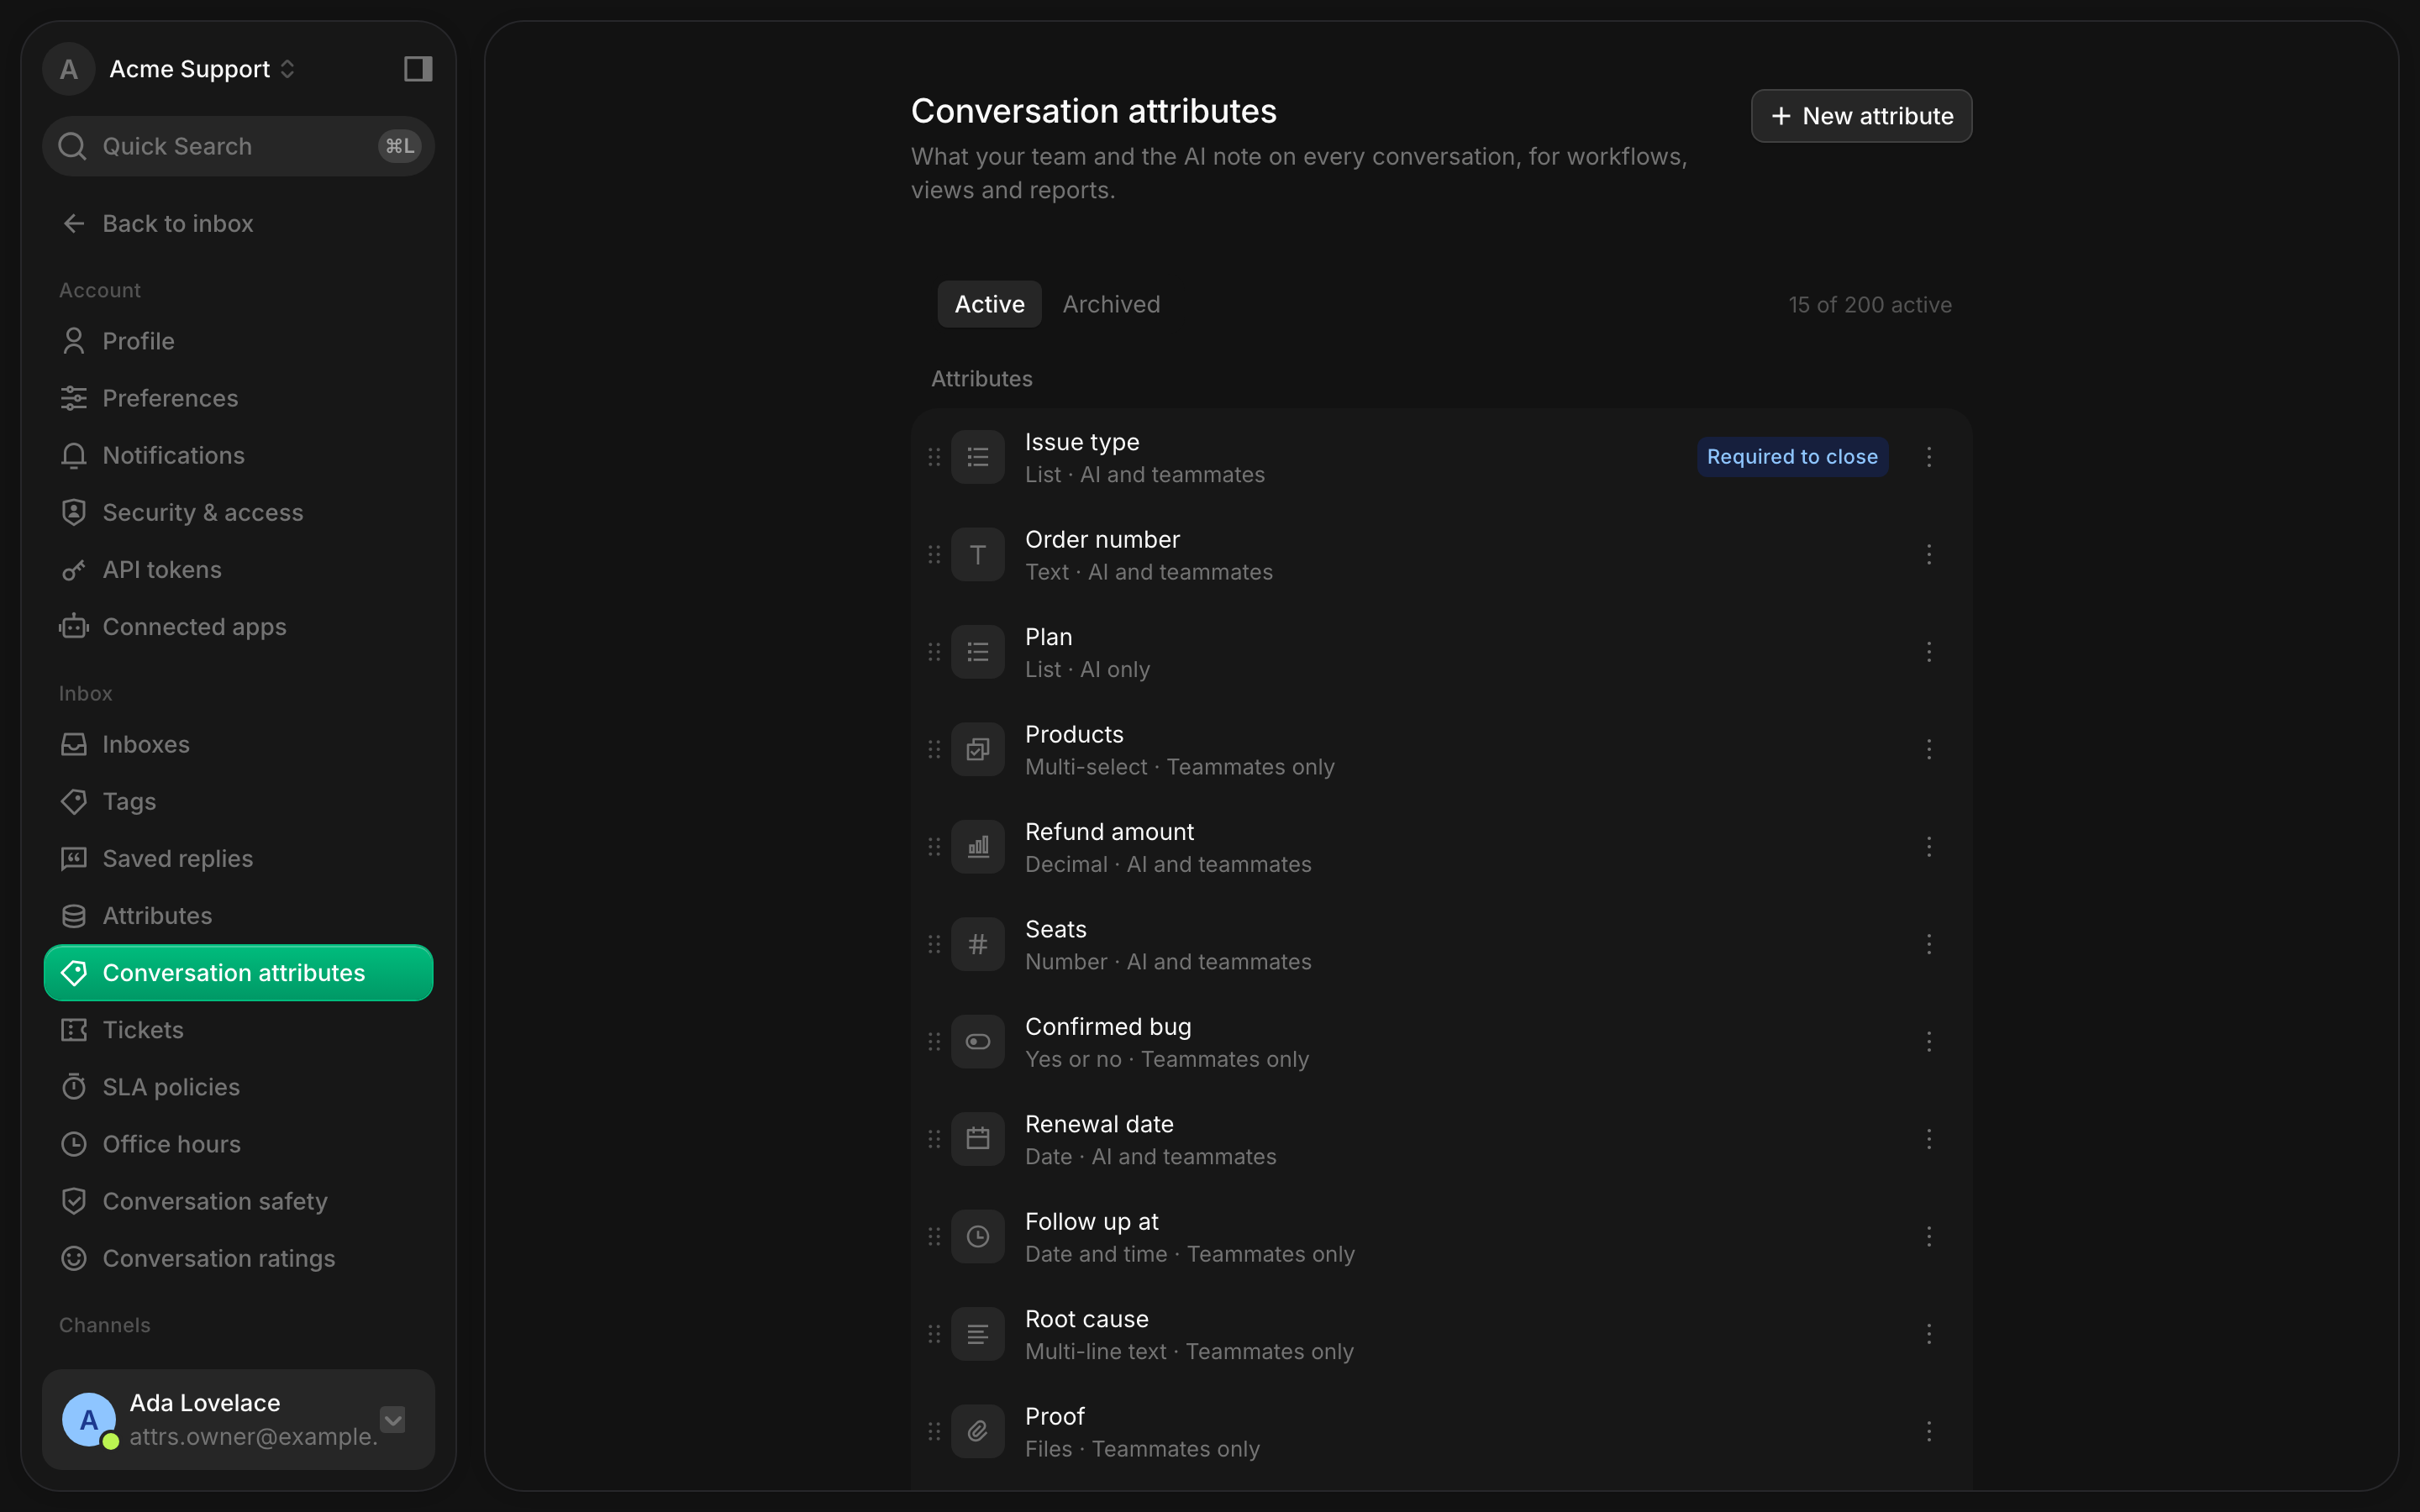 A
Acme Support
Quick Search
⌘L
Back to inbox
Account
Profile
Preferences
Notifications
Security & access
API tokens
Connected apps
Inbox
Inboxes
Tags
Saved replies
Attributes
Conversation attributes
Tickets
SLA policies
Office hours
Conversation safety
Conversation ratings
Channels
A
Ada Lovelace
attrs.owner@example.
Conversation attributes
What your team and the AI note on every conversation, for workflows,
views and reports.
New attribute
Active
Archived
15 of 200 active
Attributes
Issue type
List · AI and teammates
Required to close
Order number
Text · AI and teammates
Plan
List · AI only
Products
Multi-select · Teammates only
Refund amount
Decimal · AI and teammates
Seats
Number · AI and teammates
Confirmed bug
Yes or no · Teammates only
Renewal date
Date · AI and teammates
Follow up at
Date and time · Teammates only
Root cause
Multi-line text · Teammates only
Proof
Files · Teammates only